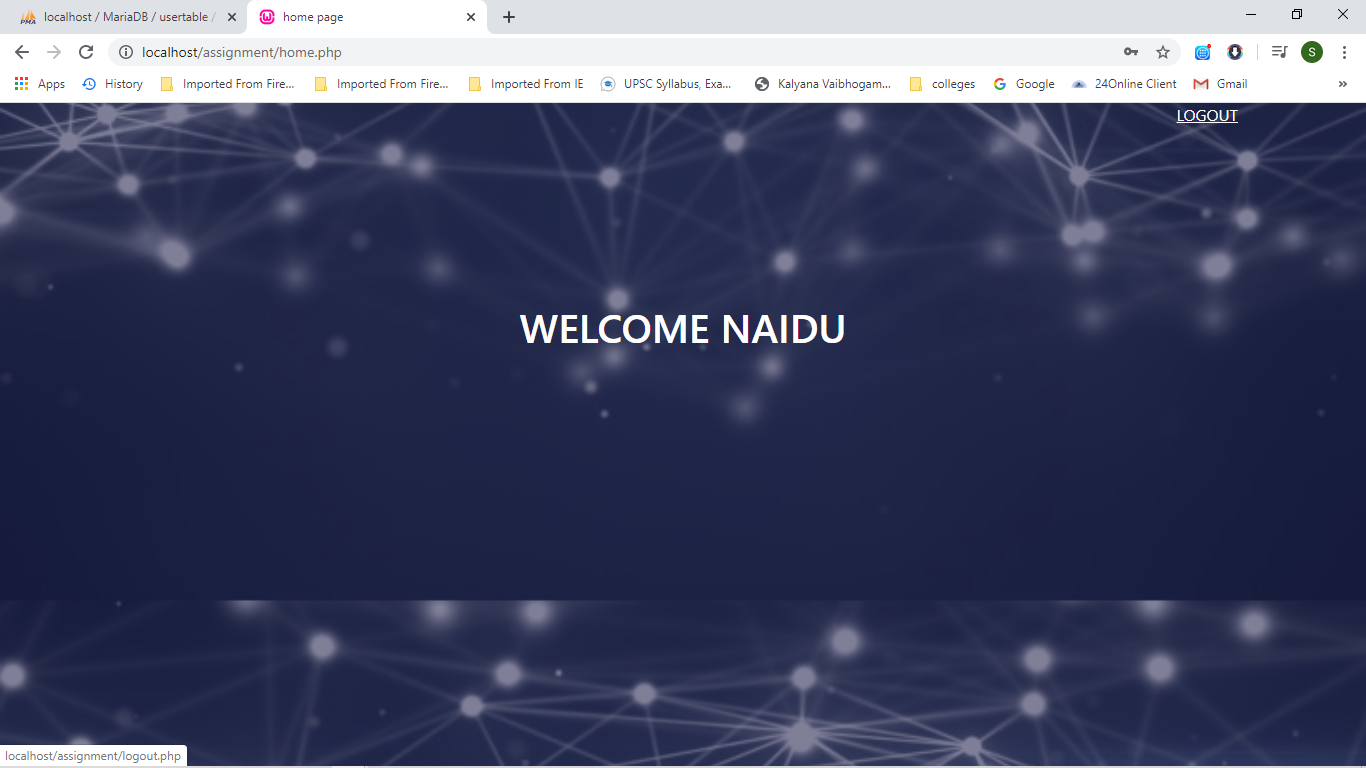 localhost / MariaDB / usertable /
home page
localhost/assignment/home.php
S
Apps
History
Imported From Fire...
Imported From Fire...
Imported From IE
UPSC Syllabus, Exa...
Kalyana Vaibhogam...
colleges
Google
24Online Client
Gmail
»
LOGOUT
WELCOME NAIDU
localhost/assignment/logout.php